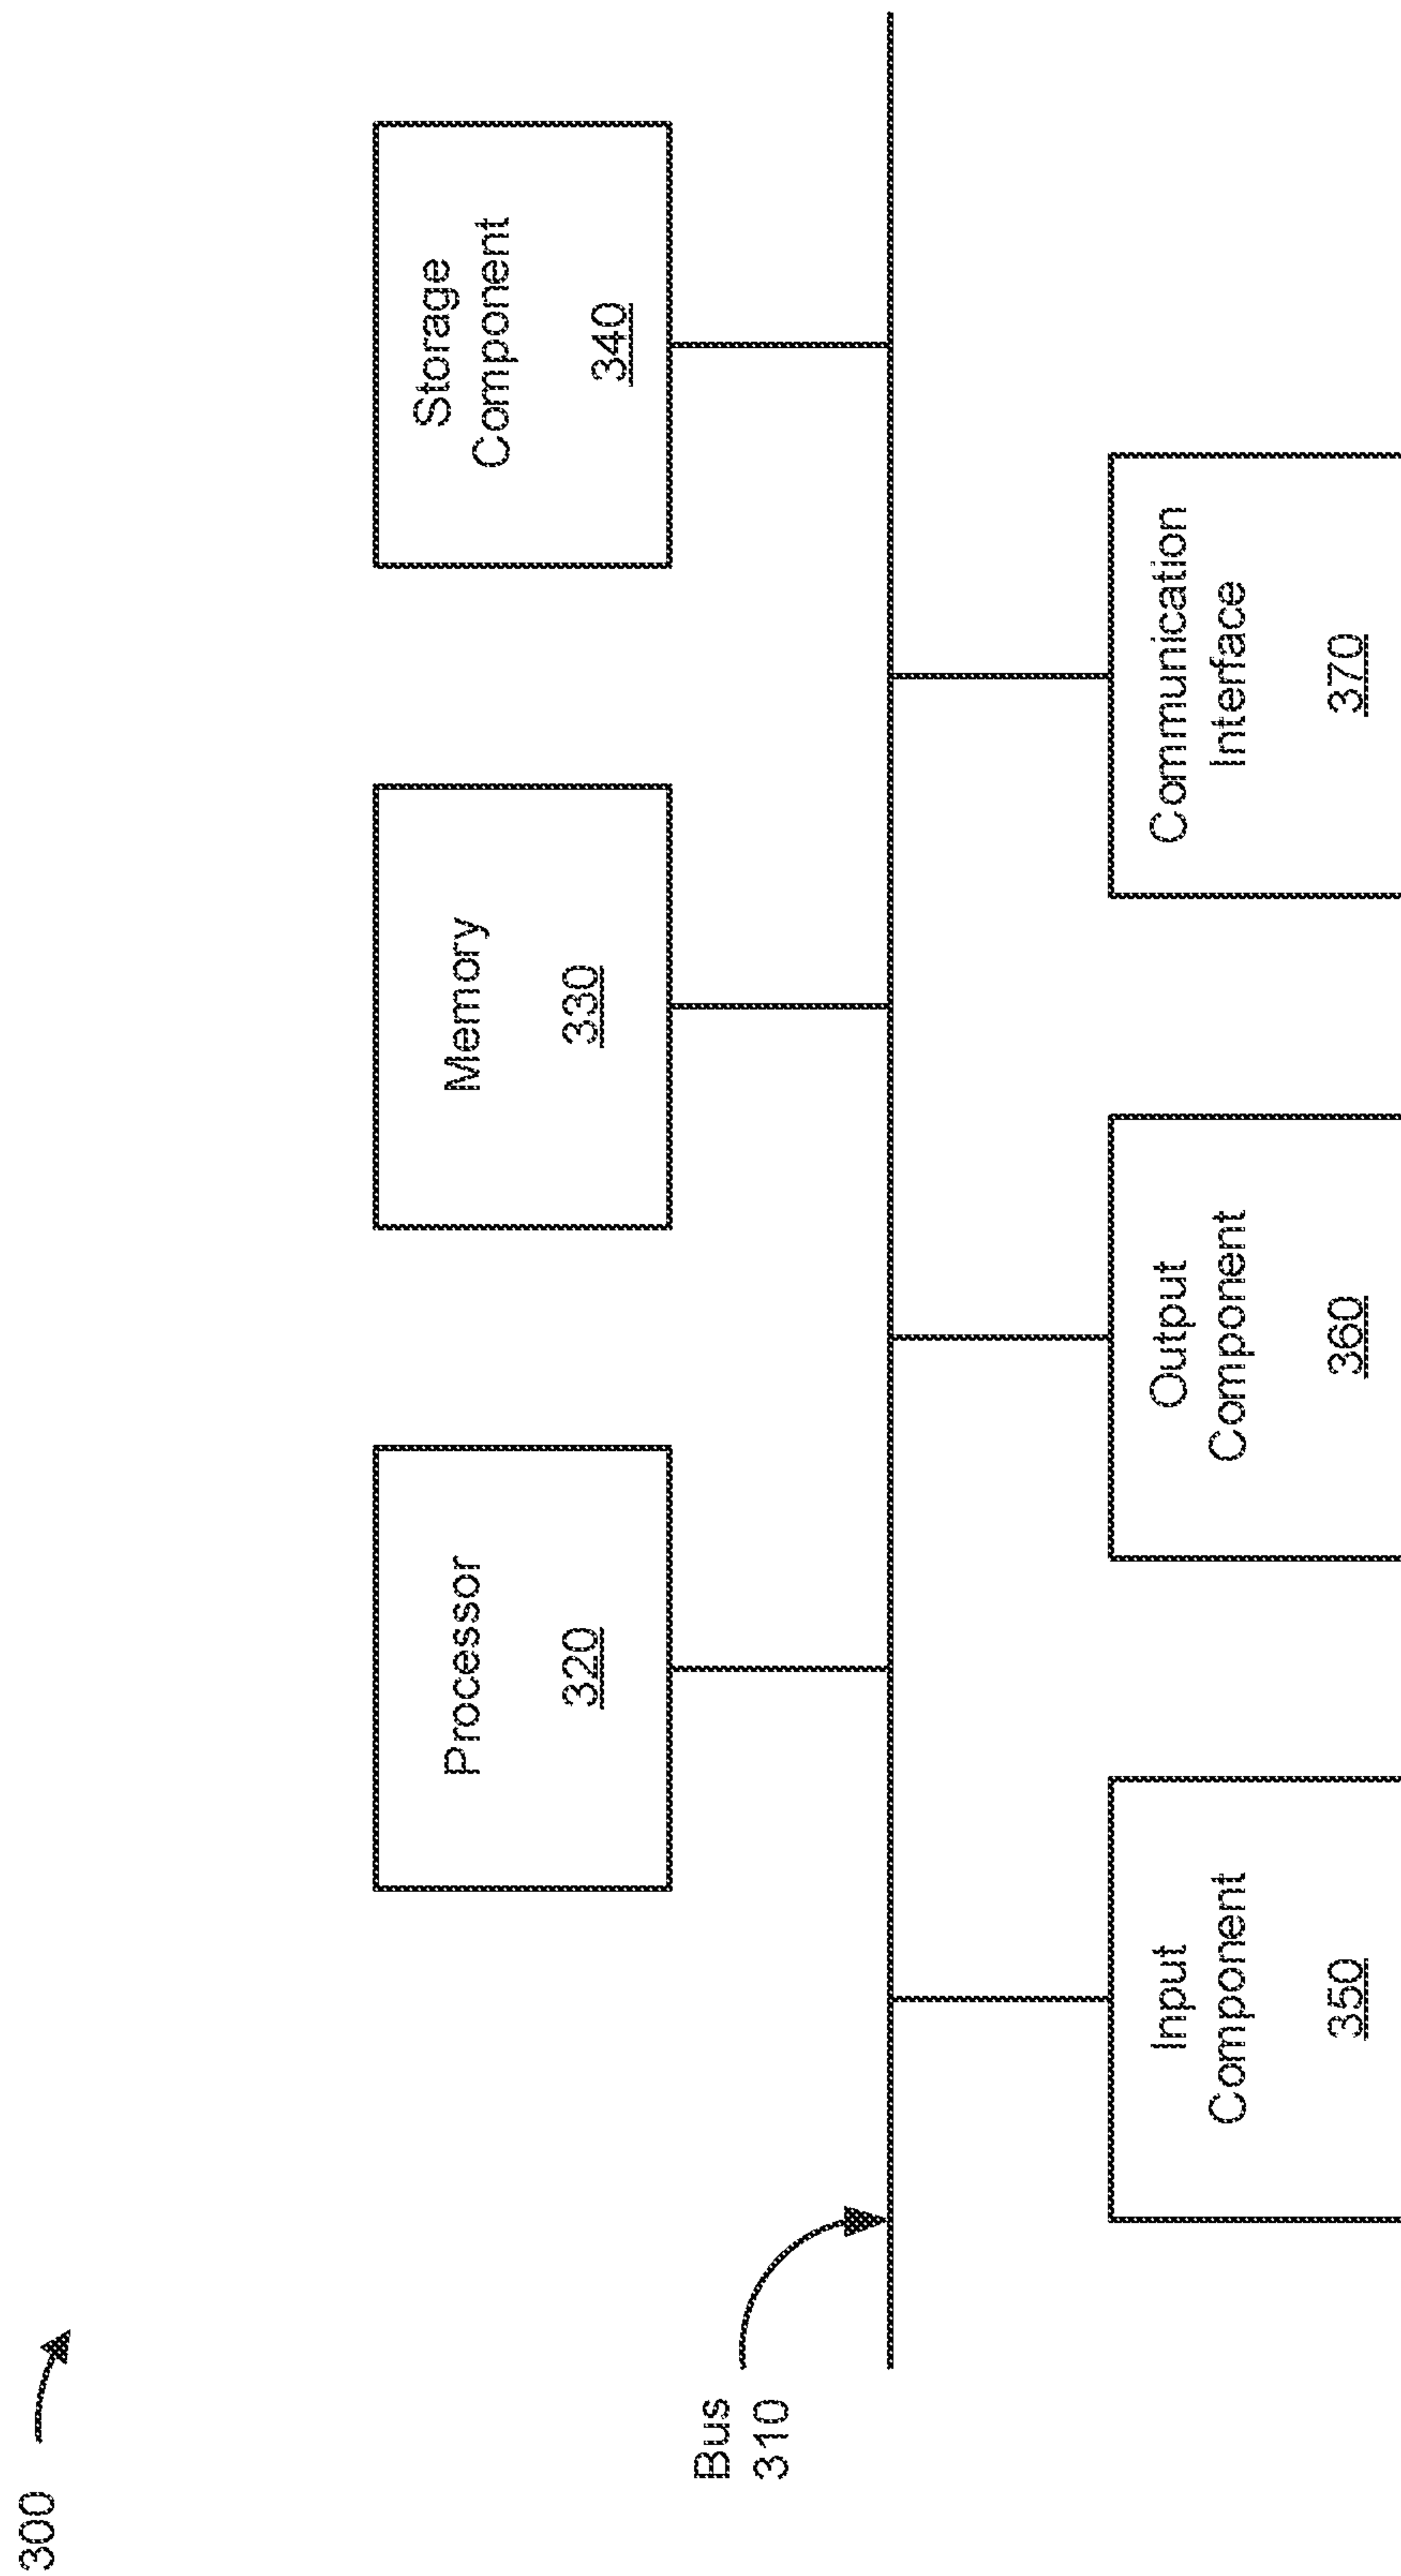 300
Bus
310
Processor
320
Memory
330
Storage
Component
340
Input
Component
350
Output
Component
360
Communication
Interface
370